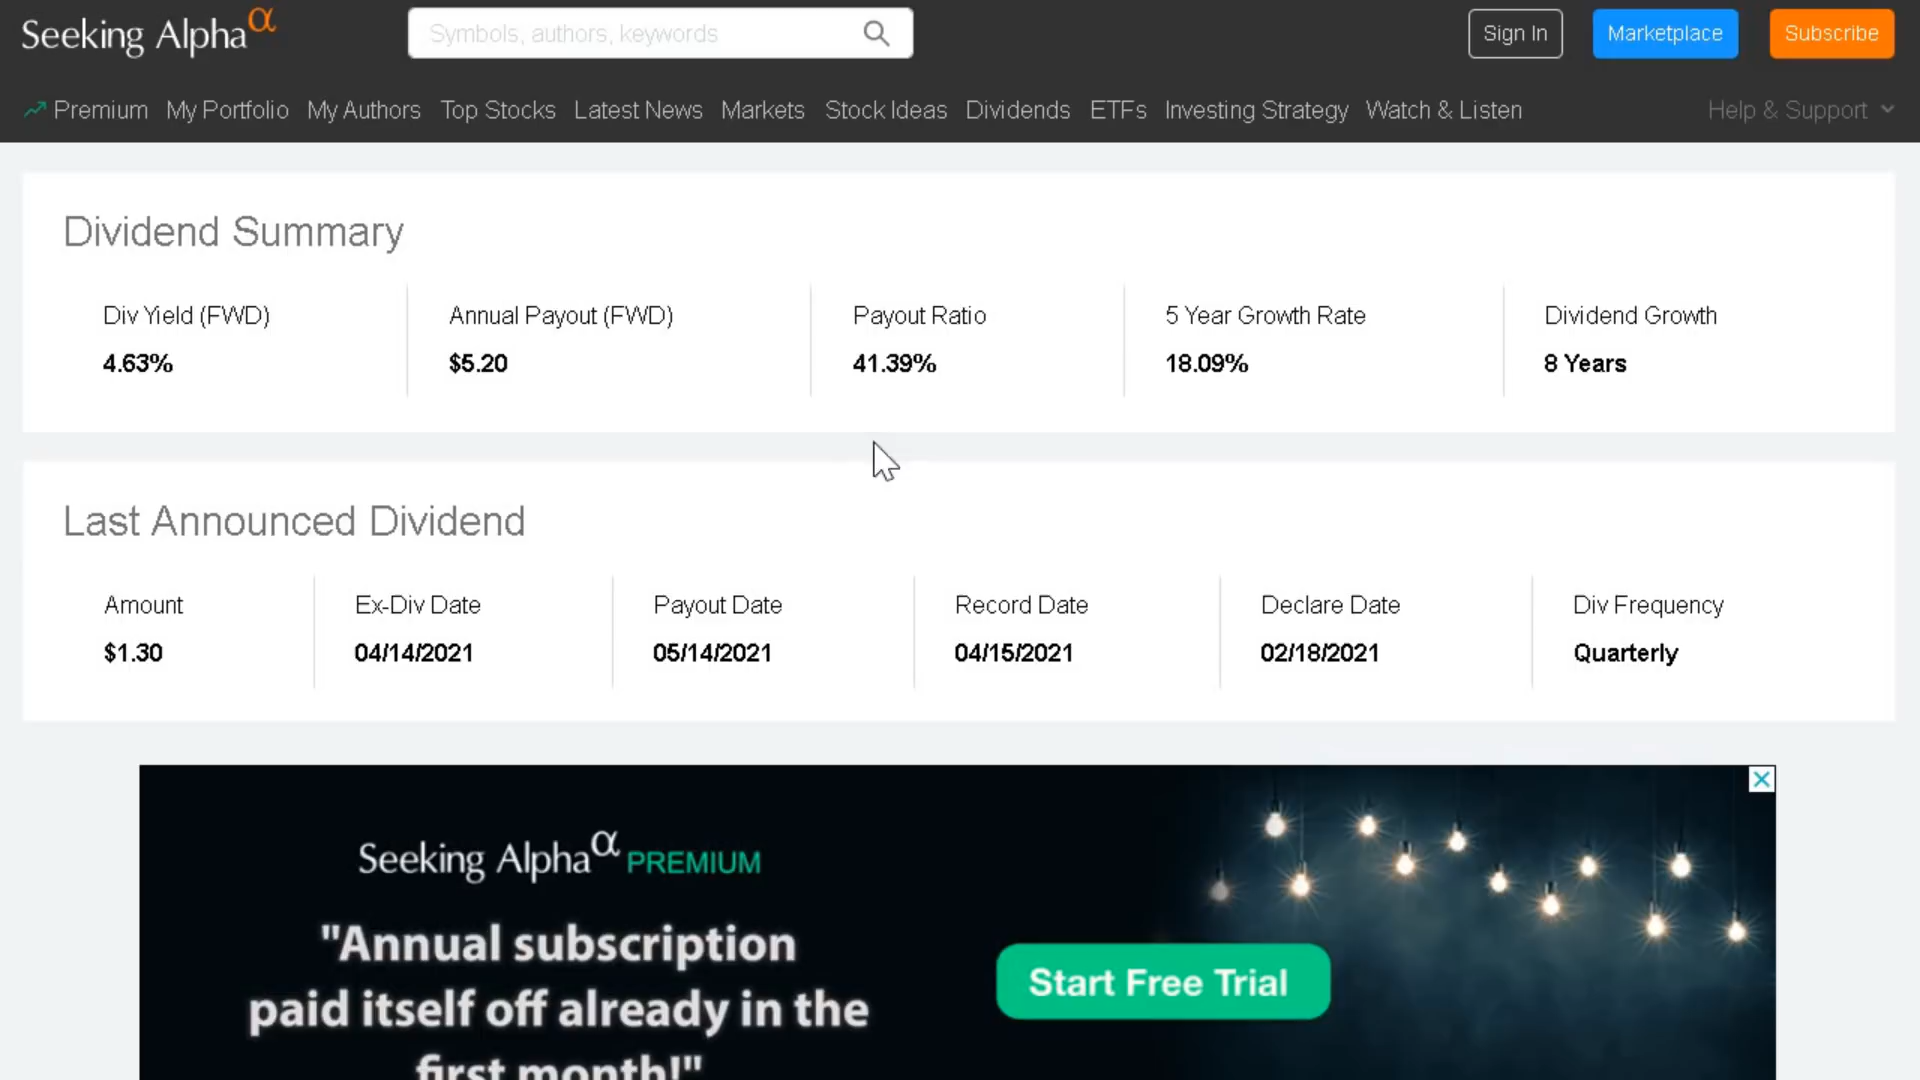 Seeking Alpha α
Symbols, authors, keywords
Sign In
Marketplace
Subscribe
Premium My Portfolio My Authors Top Stocks Latest News Markets Stock Ideas Dividends ETFs Investing Strategy Watch & Listen Help & Support
Dividend Summary
Div Yield (FWD) Annual Payout (FWD) Payout Ratio 5 Year Growth Rate Dividend Growth
4.63% $5.20 41.39% 18.09% 8 Years
Last Announced Dividend
Amount Ex-Div Date Payout Date Record Date Declare Date Div Frequency
$1.30 04/14/2021 05/14/2021 04/15/2021 02/18/2021 Quarterly
Seeking Alpha α PREMIUM
"Annual subscription
paid itself off already in the
first month!"
Start Free Trial